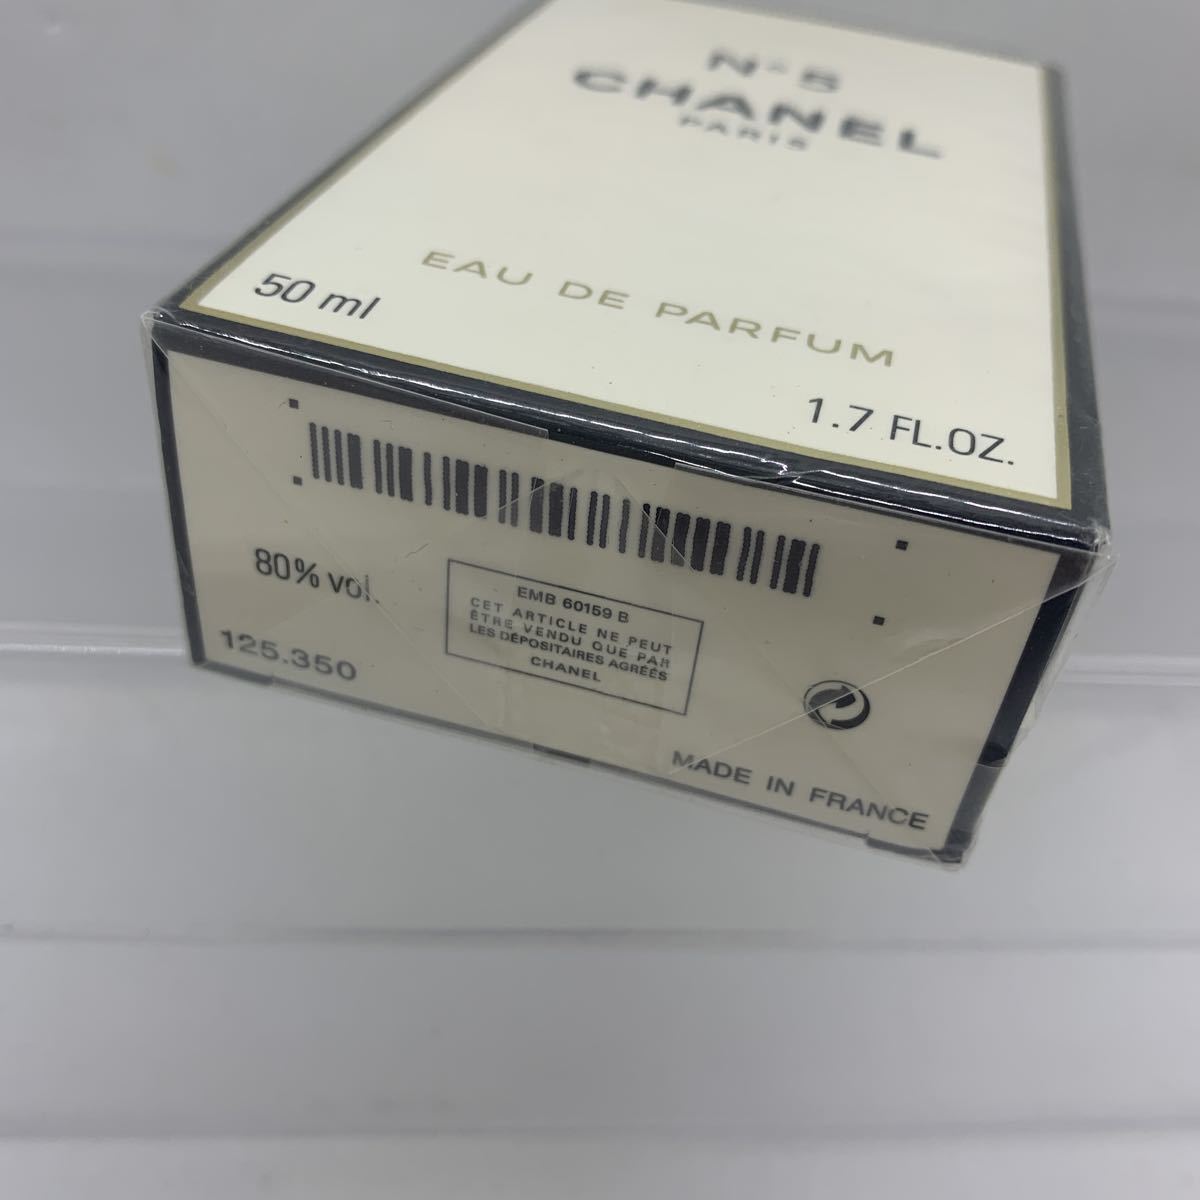 N°5
CHANEL
PARIS
EAU DE PARFUM
50 ml
1.7 FL.OZ.
80% vol.
125.350
EMB 60159 B
CET ARTICLE NE PEUT
ÊTRE VENDU QUE PAR
LES DÉPOSITAIRES AGRÉÉS
CHANEL
MADE IN FRANCE